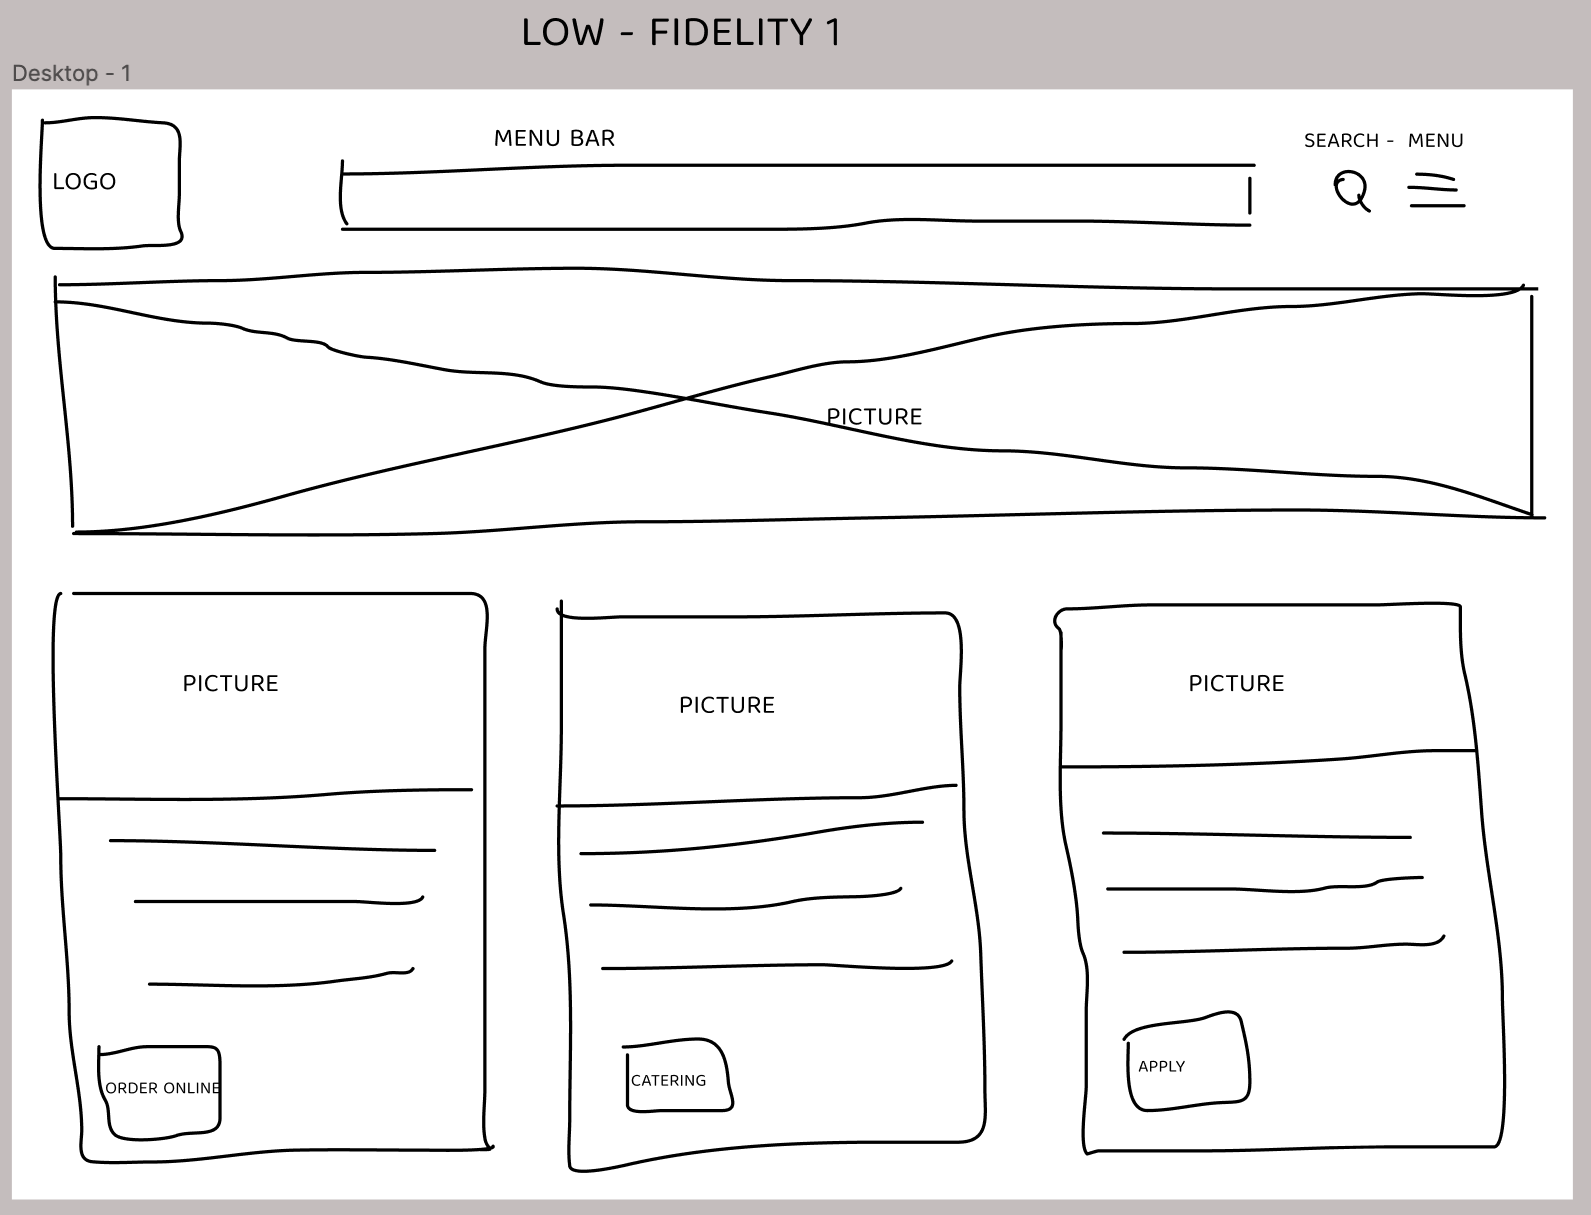 LOW - FIDELITY 1
Desktop - 1
LOGO
MENU BAR
SEARCH - MENU
PICTURE
PICTURE
PICTURE
PICTURE
ORDER ONLINE
CATERING
APPLY